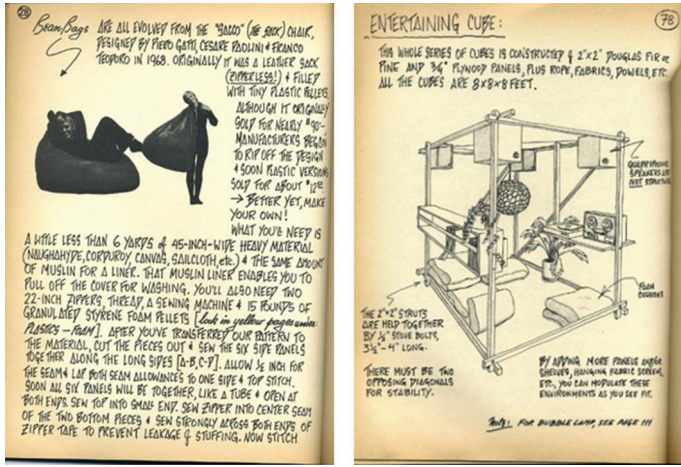 28
Bean Bags
ARE ALL EVOLVED FROM THE "SACCO" (THE SACK) CHAIR,
DESIGNED BY PIERO GATTI, CESARE PAOLINI & FRANCO
TEODORO IN 1968. ORIGINALLY IT WAS A LEATHER SACK
(ZIPPERLESS!) & FILLED
WITH TINY PLASTIC PELLETS.
ALTHOUGH IT ORIGINALLY
SOLD FOR NEARLY
MANUFACTURERS BEGAN
TO RIP OFF THE DESIGN
& SOON PLASTIC VERSIONS
SOLD FOR ABOUT
→ BETTER YET, MAKE
YOUR OWN!
WHAT YOU'LL NEED IS
A LITTLE LESS THAN 6 YARDS of 45-INCH-WIDE HEAVY MATERIAL
(NAUGHAHYDE, CORDUROY, CANVAS, SAILCLOTH, etc.) & THE SAME AMOUNT
OF MUSLIN FOR A LINER. THAT MUSLIN LINER ENABLES YOU TO
PULL OFF THE COVER FOR WASHING. YOU'LL ALSO NEED TWO
22-INCH ZIPPERS, THREAD, A SEWING MACHINE & 15 POUNDS OF
GRANULATED STYRENE FOAM PELLETS [look in yellow pages under
PLASTICS – FOAM]. AFTER YOU'VE TRANSFERRED OUR PATTERN TO
THE MATERIAL, CUT THE PIECES OUT & SEW THE SIX SIDE PANELS
TOGETHER ALONG THE LONG SIDES [A-B, C-D]. ALLOW ½ INCH FOR
THE SEAM & LAP BOTH SEAM ALLOWANCES TO ONE SIDE & TOP STITCH.
SOON ALL SIX PANELS WILL BE TOGETHER, LIKE A TUBE & OPEN AT
BOTH ENDS. SEW TOP INTO SMALL END. SEW ZIPPER INTO CENTER SEAM
OF THE TWO BOTTOM PIECES & SEW STRONGLY ACROSS BOTH ENDS OF
ZIPPER TAPE TO PREVENT LEAKAGE of STUFFING. NOW STITCH
78
ENTERTAINING CUBE:
THIS WHOLE SERIES OF CUBES IS CONSTRUCTED of 2"x2" DOUGLAS FIR or
PINE AND ¾" PLYWOOD PANELS, PLUS ROPE, FABRICS, DOWELS, ETC.
ALL THE CUBES ARE 8x8x8 FEET.
QUADRIPHONIC
SPEAKERS ARE
NOT STRUCTURAL
FOAM
CUSHIONS
THE 2"x2" STRUTS
ARE HELD TOGETHER
BY ¼" STOVE BOLTS,
3½"-4" LONG.
THERE MUST BE TWO
OPPOSING DIAGONALS
FOR STABILITY.
BY ADDING MORE PANELS and/or
SHELVES, HANGING FABRIC SCREENS,
ETC., YOU CAN MODULATE THESE
ENVIRONMENTS AS YOU SEE FIT.
FOR BUBBLE LAMP, SEE PAGE 111